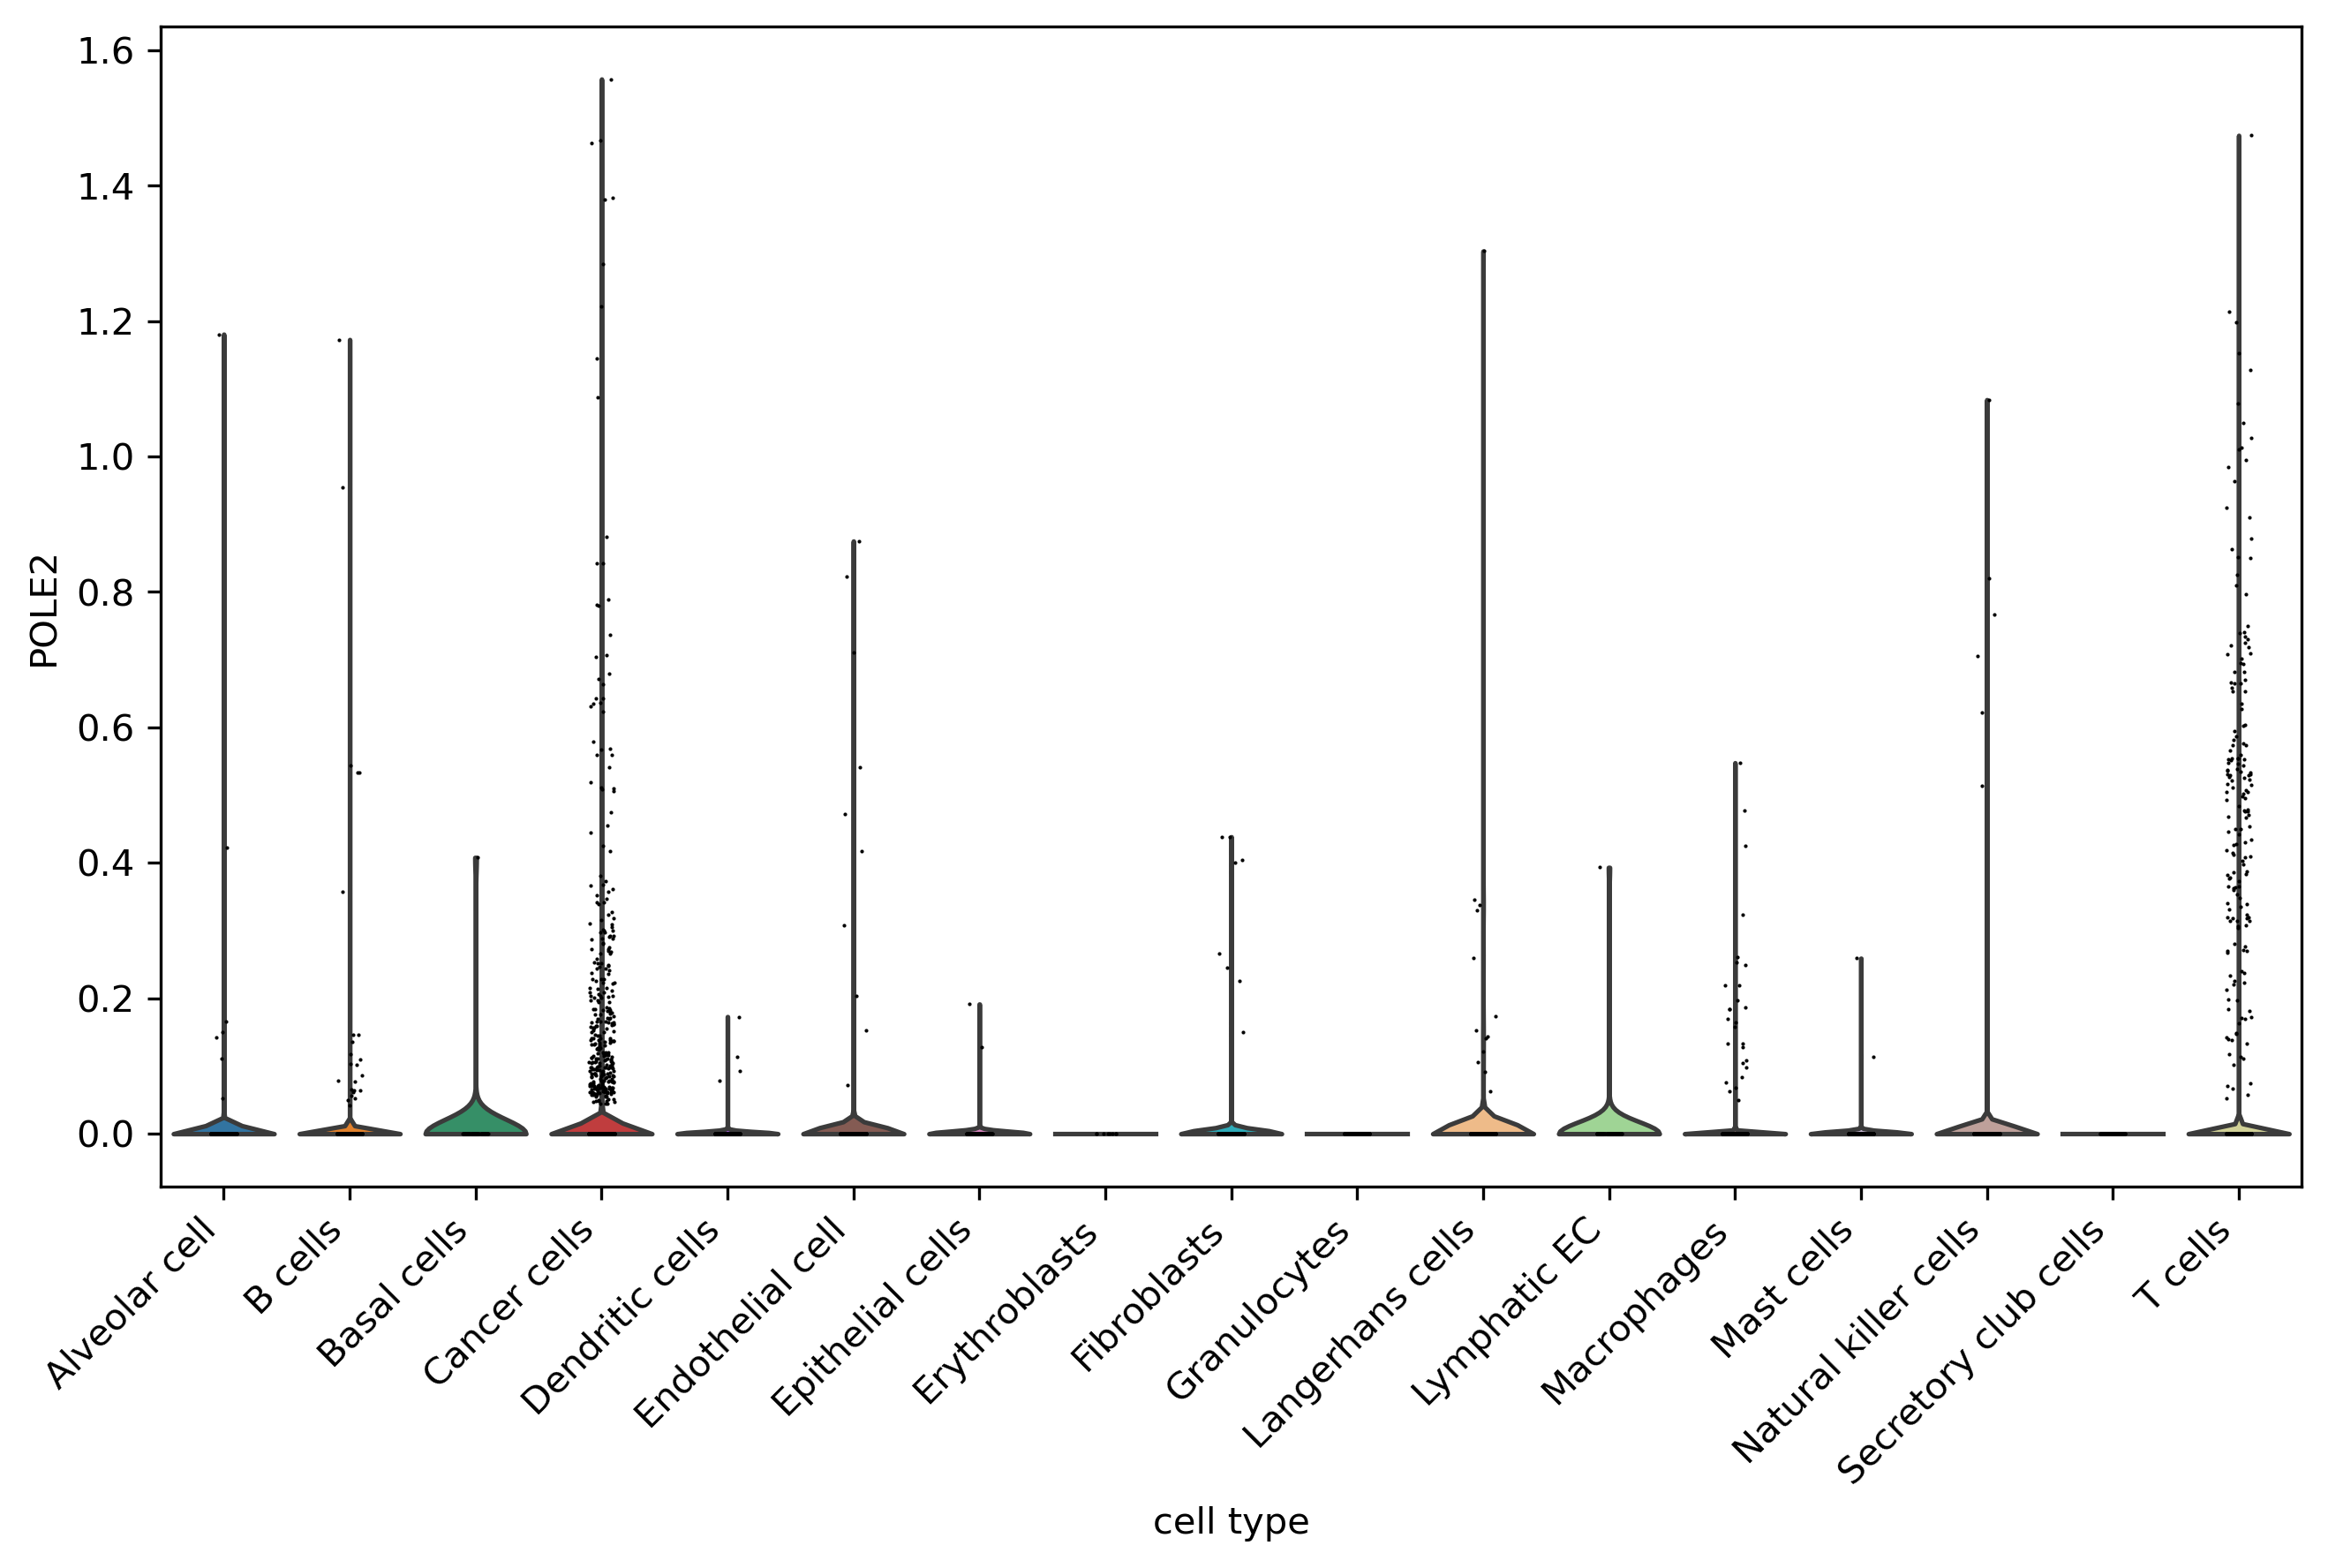 1.6
1.4
1.2
1.0
0.8
0.6
0.4
0.2
0.0
POLE2
Alveolar cell
B cells
Basal cells
Cancer cells
Dendritic cells
Endothelial cell
Epithelial cells
Erythroblasts
Fibroblasts
Granulocytes
Langerhans cells
Lymphatic EC
Macrophages
Mast cells
Natural killer cells
Secretory club cells
T cells
cell type